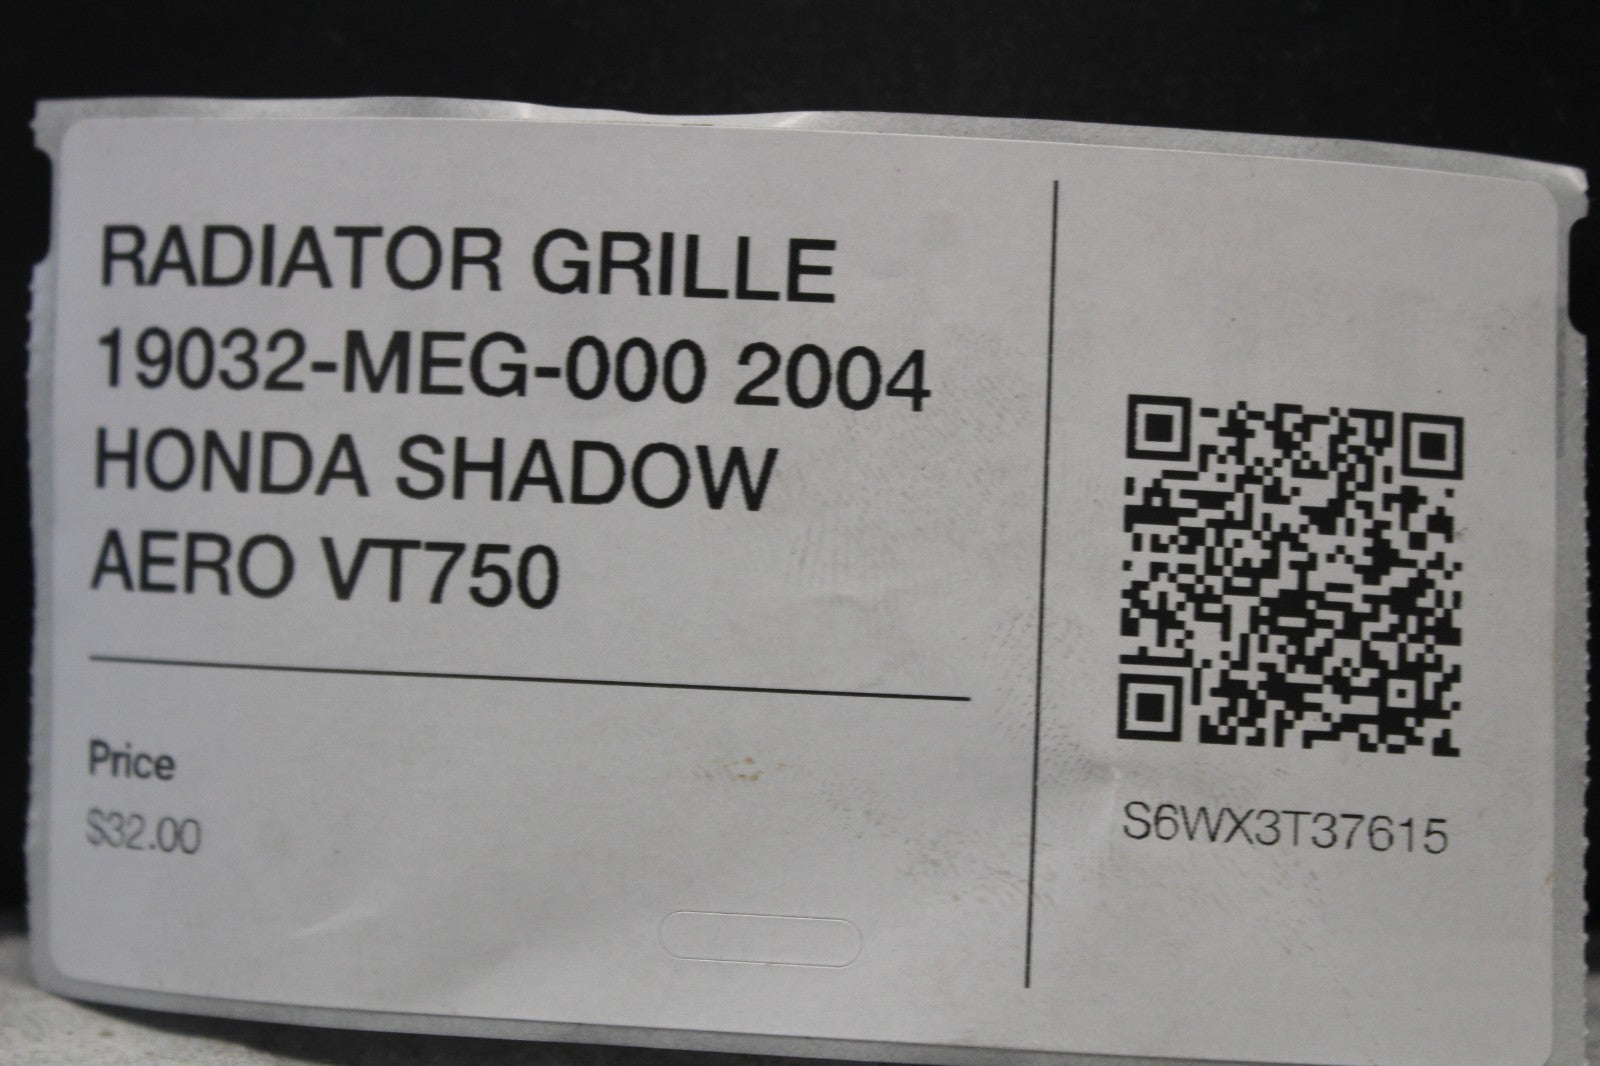 RADIATOR GRILLE
19032-MEG-000 2004
HONDA SHADOW
AERO VT750
Price
$32.00
S6WX3T37615